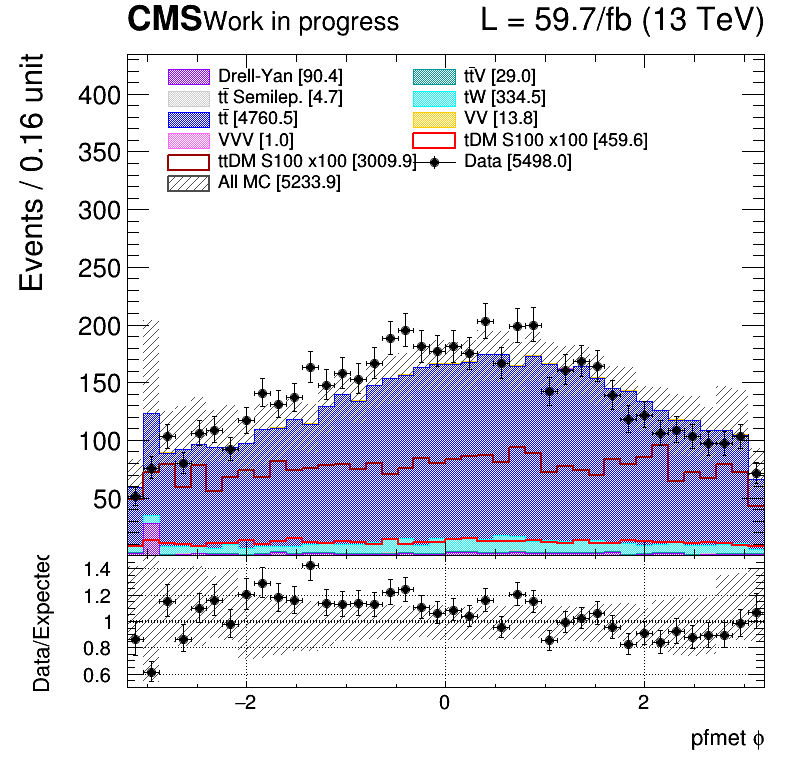 CMS Work in progress L = 59.7/fb (13 TeV)
Events / 0.16 unit
400
350
300
250
200
150
100
50
Drell-Yan [90.4]
tt̄V [29.0]
tt̄ Semilep. [4.7]
tW [334.5]
tt̄ [4760.5]
VV [13.8]
VVV [1.0]
tDM S100 x100 [459.6]
ttDM S100 x100 [3009.9]
Data [5498.0]
All MC [5233.9]
Data/Expected
1.4
1.2
1
0.8
0.6
−2 0 2
pfmet ϕ